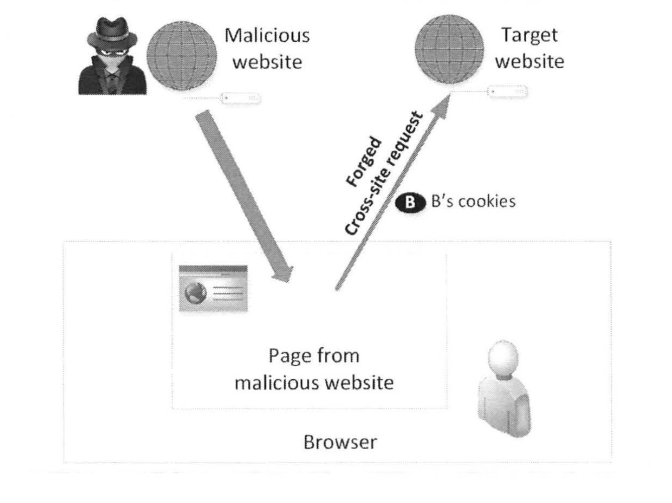 Malicious
website
Target
website
Forged
Cross-site request
B B's cookies
Page from
malicious website
Browser